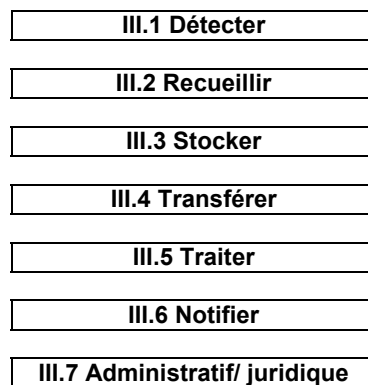 III.1 Détecter
III.2 Recueillir
III.3 Stocker
III.4 Transférer
III.5 Traiter
III.6 Notifier
III.7 Administratif/ juridique